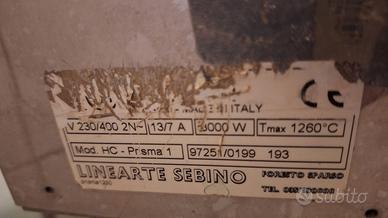 MADE IN ITALY CE
V 230/400 2N~ 13/7 A 3000 W Tmax 1260°C
Mod. HC - Prisma 1 97251/0199 193
LINEARTE SEBINO FORESTO SPARSO
TEL.
subito